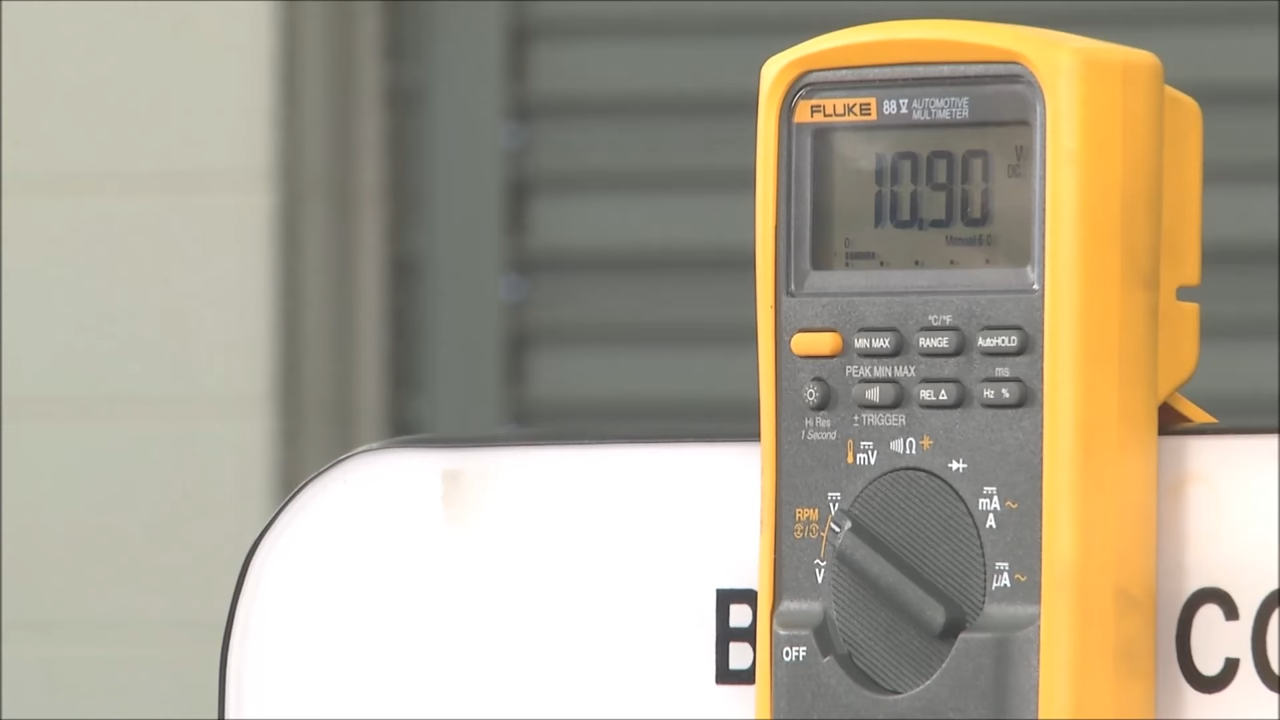 FLUKE 88 V AUTOMOTIVE
MULTIMETER
10.90 V
DC
0
°C/°F
MIN MAX RANGE AutoHOLD
PEAK MIN MAX ms
REL Δ Hz %
Hi Res
1 Second
± TRIGGER
mV Ω
V
RPM
mA
A
V
µA
OFF
B CO